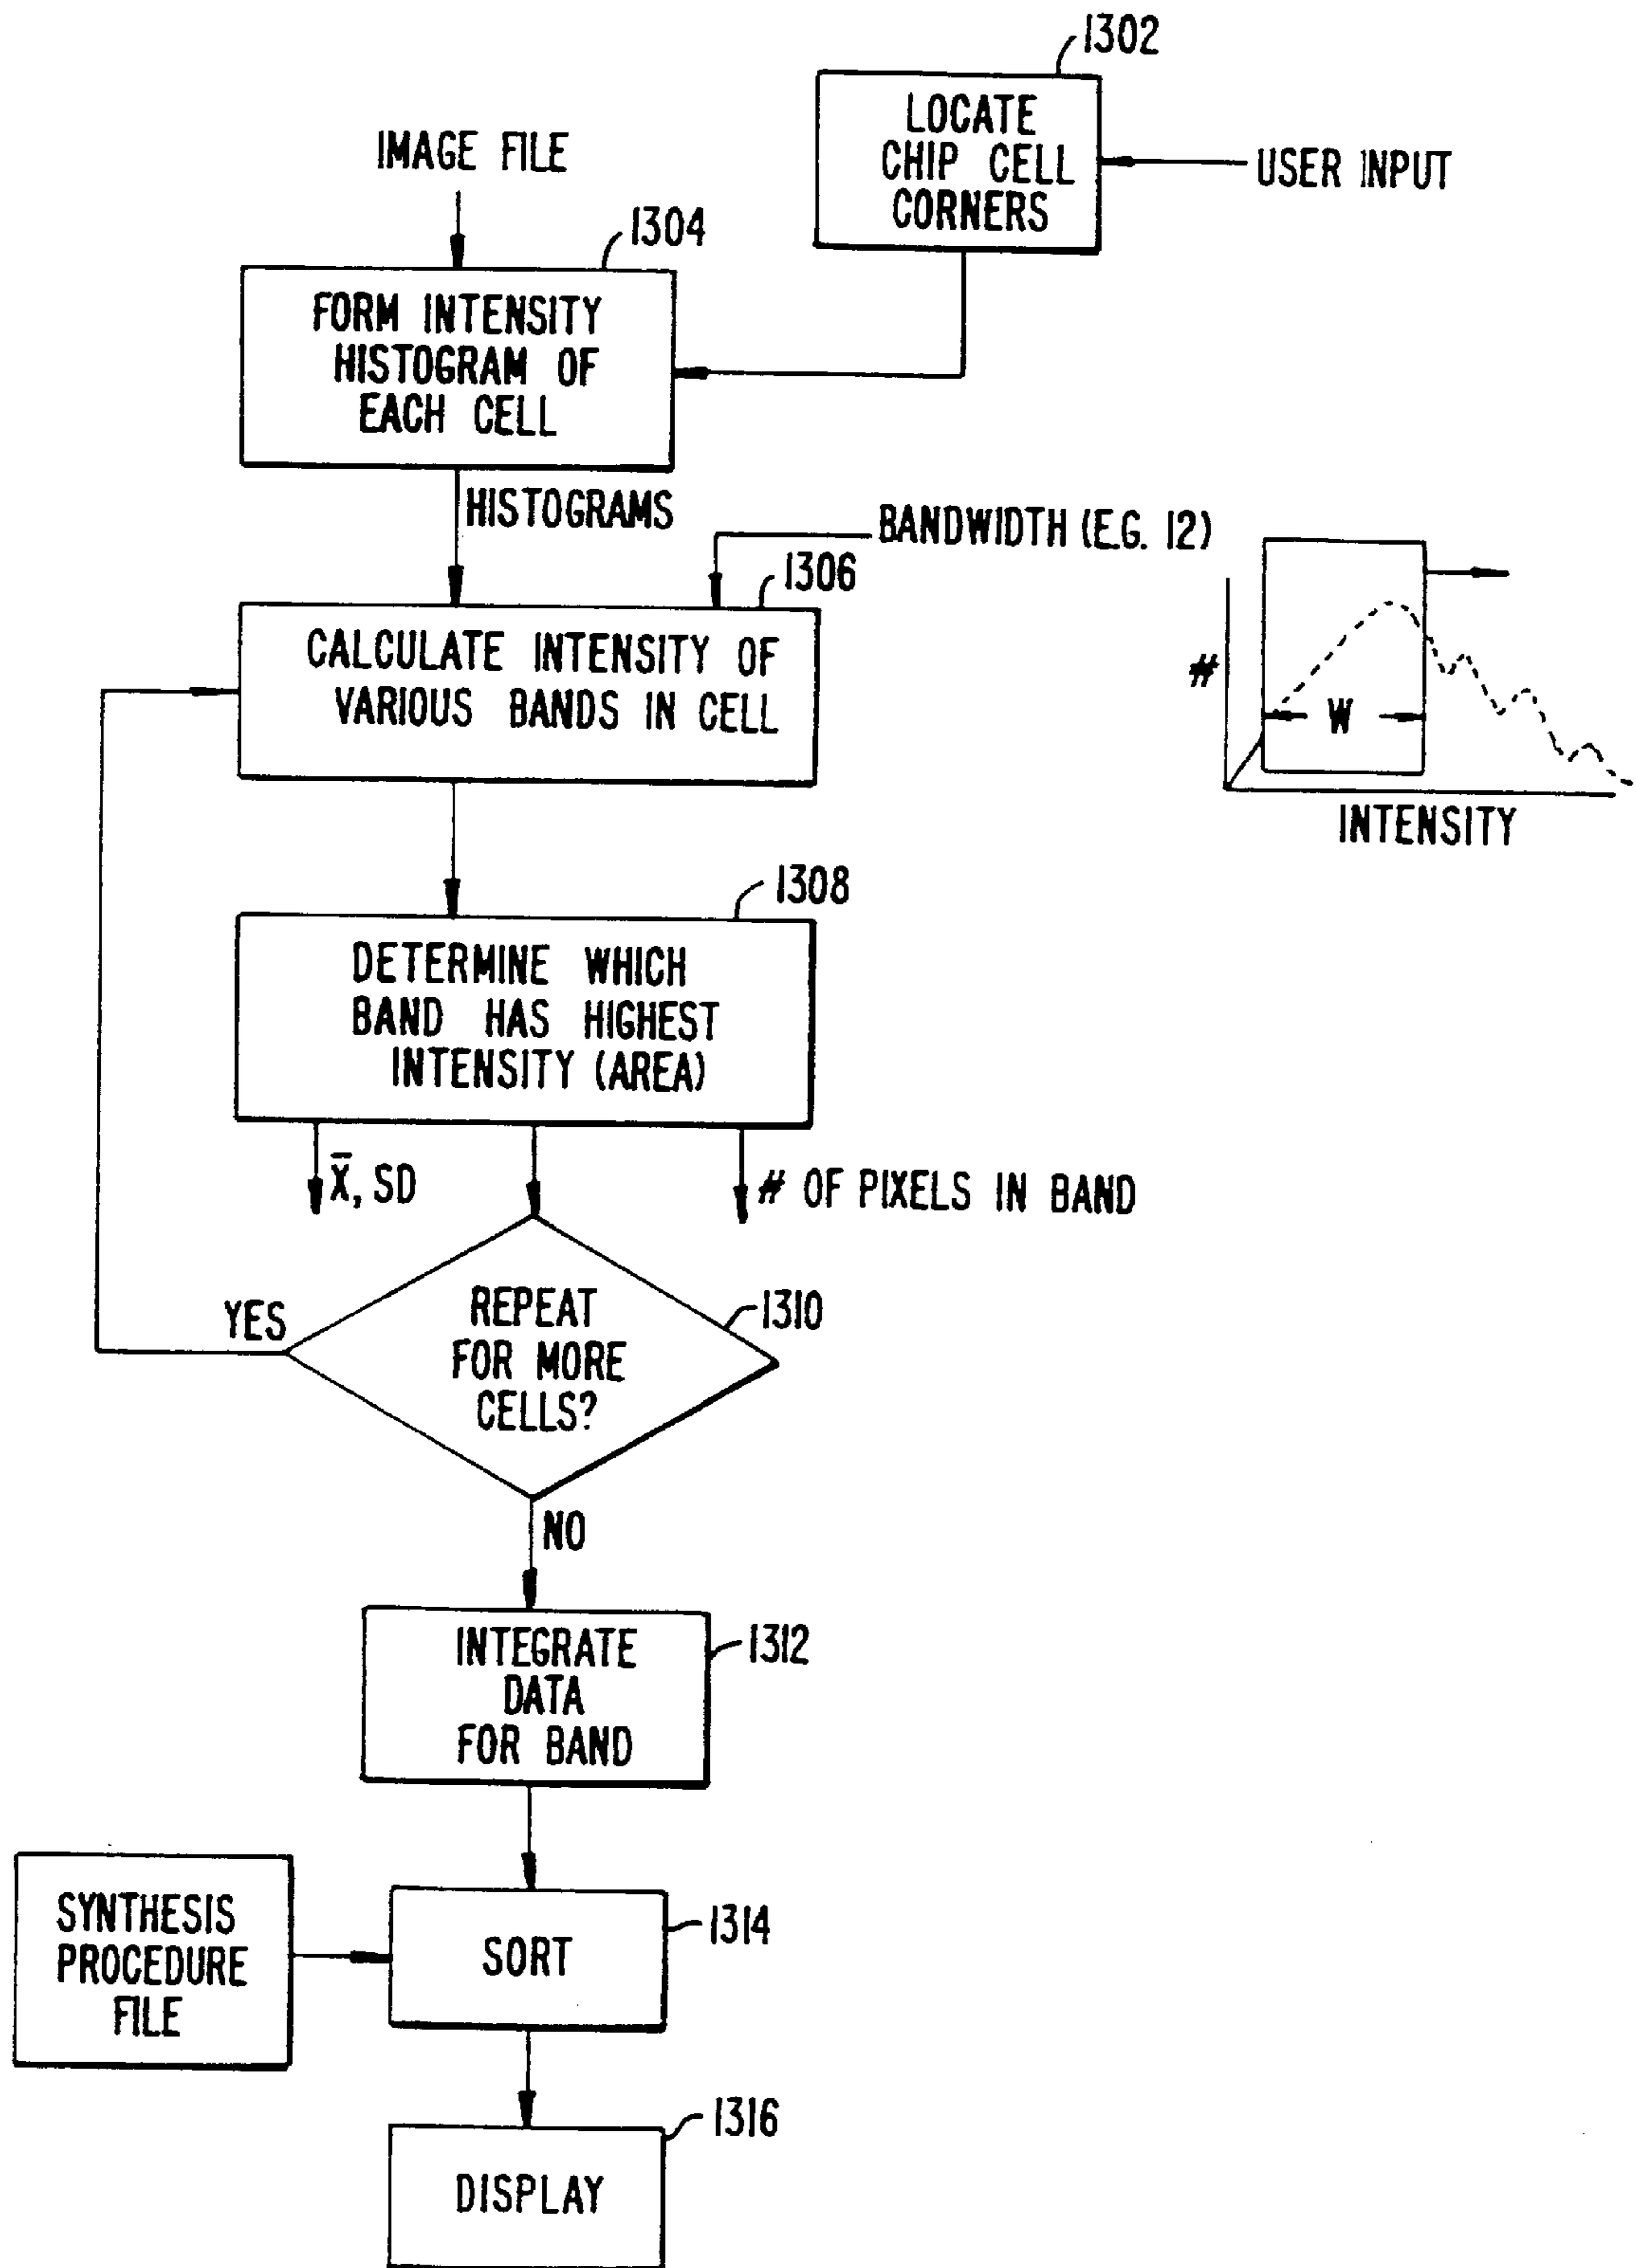 1302
LOCATE
CHIP CELL
CORNERS
USER INPUT
IMAGE FILE
1304
FORM INTENSITY
HISTOGRAM OF
EACH CELL
HISTOGRAMS
BANDWIDTH (E.G. 12)
1306
CALCULATE INTENSITY OF
VARIOUS BANDS IN CELL
#
W
INTENSITY
1308
DETERMINE WHICH
BAND HAS HIGHEST
INTENSITY (AREA)
X̄, SD
# OF PIXELS IN BAND
YES
REPEAT
FOR MORE
CELLS?
1310
NO
INTEGRATE
DATA
FOR BAND
1312
SYNTHESIS
PROCEDURE
FILE
SORT
1314
1316
DISPLAY